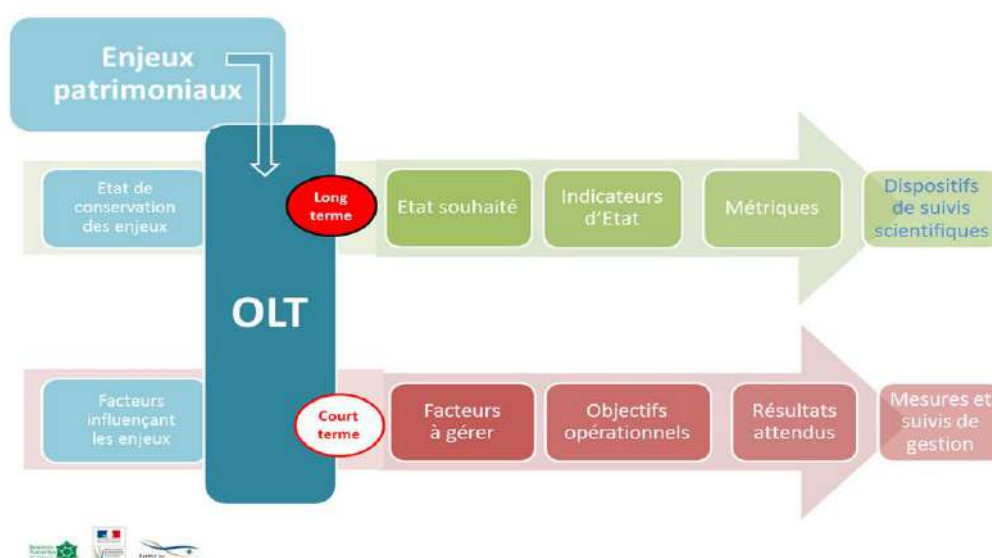 Enjeux
patrimoniaux
Etat de
conservation
des enjeux
OLT
Long
terme
Etat souhaité
Indicateurs
d'Etat
Métriques
Dispositifs
de suivis
scientifiques
Facteurs
influençant
les enjeux
Court
terme
Facteurs
à gérer
Objectifs
opérationnels
Résultats
attendus
Mesures et
suivis de
gestion